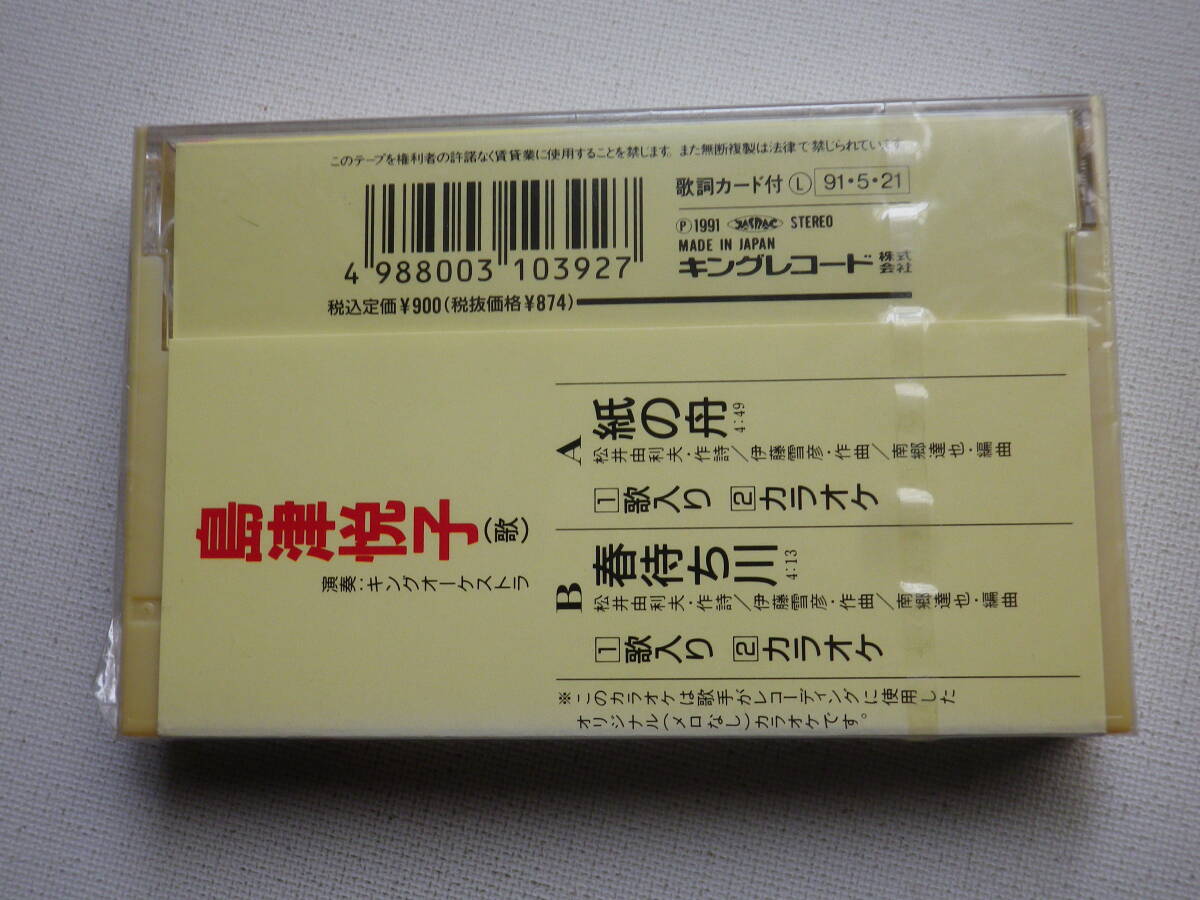 このテープを権利者の許諾なく賃貸業に使用することを禁じます。また無断複製は法律で禁じられています。
歌詞カード付 Ⓛ 91・5・21
Ⓟ1991 JASRAC STEREO
MADE IN JAPAN
キングレコード株式会社
4 988003 103927
税込定価¥900(税抜価格¥874)
島津悦子(歌)
演奏:キングオーケストラ
A 紙の舟 4:49
松井由利夫・作詩/伊藤雪彦・作曲/南郷達也・編曲
1 歌入り 2 カラオケ
B 春待ち川 4:13
松井由利夫・作詩/伊藤雪彦・作曲/南郷達也・編曲
1 歌入り 2 カラオケ
※このカラオケは歌手がレコーディングに使用した
オリジナル(メロなし)カラオケです。